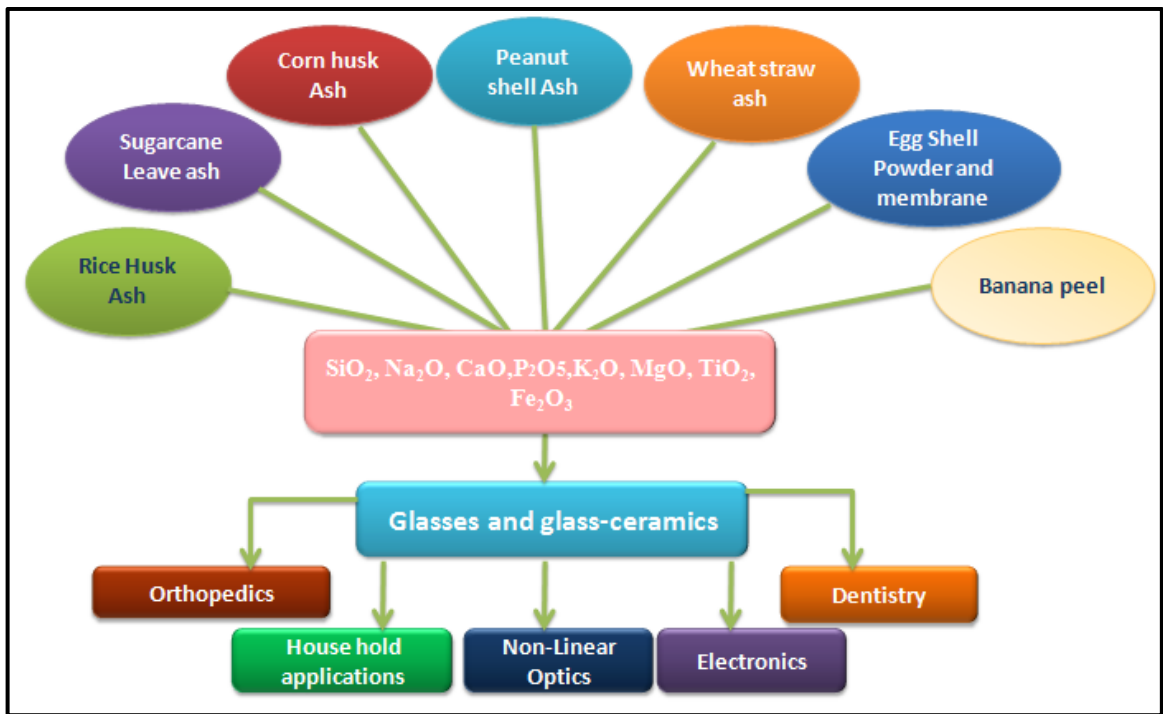 Corn husk
Ash
Peanut
shell Ash
Wheat straw
ash
Sugarcane
Leave ash
Egg Shell
Powder and
membrane
Rice Husk
Ash
Banana peel
SiO₂, Na₂O, CaO,P₂O₅,K₂O, MgO, TiO₂,
Fe₂O₃
Glasses and glass-ceramics
Orthopedics
Dentistry
House hold
applications
Non-Linear
Optics
Electronics